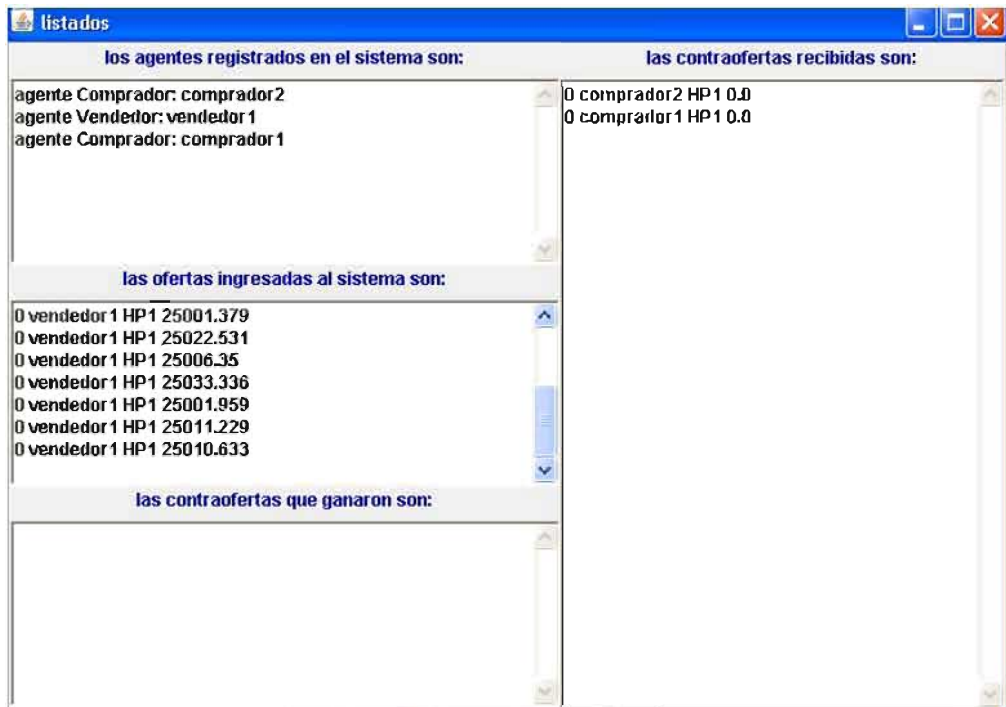 listados
los agentes registrados en el sistema son:
agente Comprador: comprador2
agente Vendedor: vendedor1
agente Comprador: comprador1
las ofertas ingresadas al sistema son:
0 vendedor1 HP1 25001.379
0 vendedor1 HP1 25022.531
0 vendedor1 HP1 25006.35
0 vendedor1 HP1 25033.336
0 vendedor1 HP1 25001.959
0 vendedor1 HP1 25011.229
0 vendedor1 HP1 25010.633
las contraofertas que ganaron son:
las contraofertas recibidas son:
0 comprador2 HP1 0.0
0 comprador1 HP1 0.0